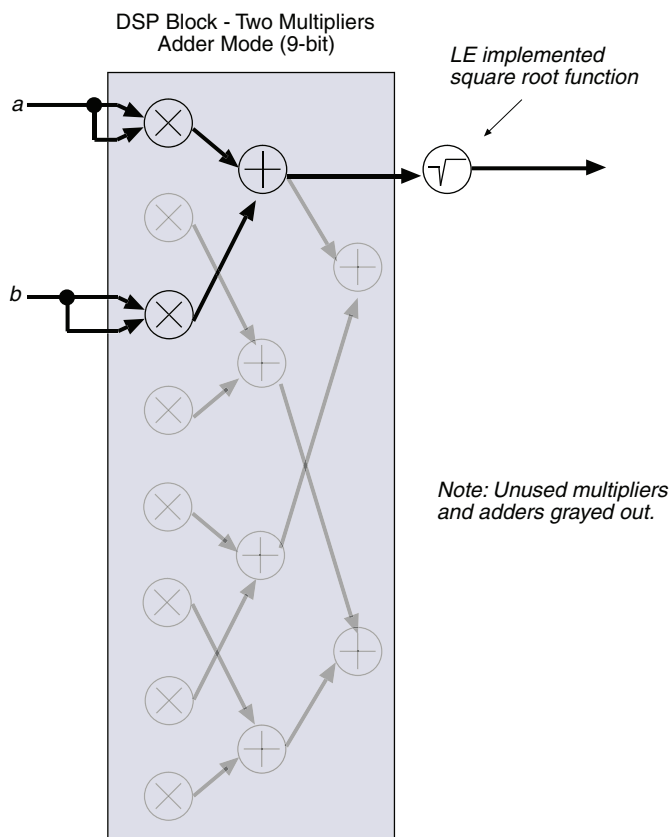 DSP Block - Two Multipliers
Adder Mode (9-bit)
LE implemented
square root function
a
b
Note: Unused multipliers
and adders grayed out.